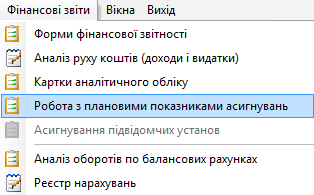 Фінансові звіти Вікна Вихід
Форми фінансової звітності
Аналіз руху коштів (доходи і видатки)
Картки аналітичного обліку
Робота з плановими показниками асигнувань
Асигнування підвідомчих установ
Аналіз оборотів по балансових рахунках
Реєстр нарахувань